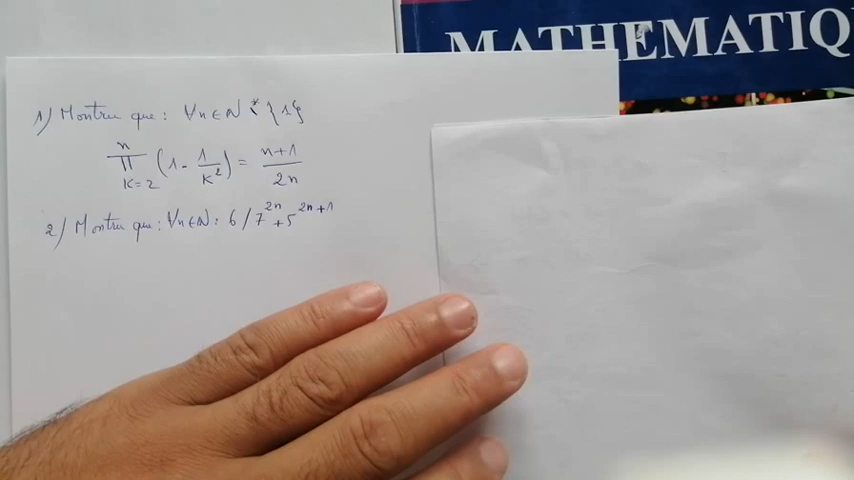 MATHEMATIQ
1) Montrer que : ∀n∈ℕ*\{1}
n
∏ (1 - 1/k²) = n+1/2n
K=2
2) Montrer que : ∀n∈ℕ : 6/7^2n + 5^2n+1